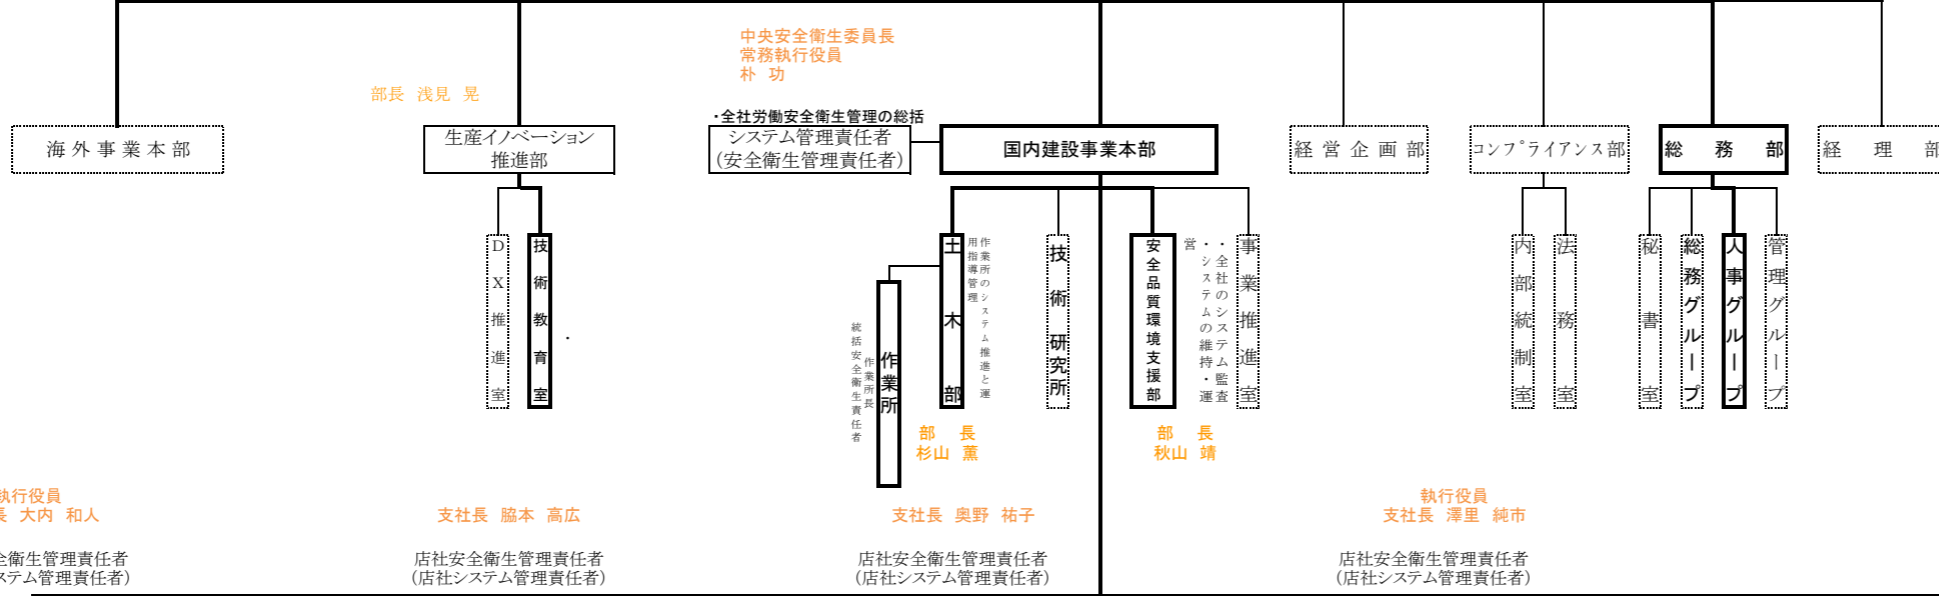 中央安全衛生委員長
常務執行役員
朴 功
部長 浅見 晃
・全社労働安全衛生管理の総括
海外事業本部
生産イノベーション
推進部
システム管理責任者
(安全衛生管理責任者)
国内建設事業本部
経営企画部
コンプライアンス部
総務部
経理部
DX推進室
技術教育室
・
統括安全衛生責任者
作業所長
作業所
土木部
作業所のシステム推進と運
用指導管理
技術研究所
安全品質環境支援部
・全社のシステム監査
・システムの維持・運
営
事業推進室
内部統制室
法務室
秘書室
総務グループ
人事グループ
管理グループ
部 長
杉山 薫
部 長
秋山 靖
執行役員
長 大内 和人
支社長 脇本 高広
支社長 奥野 祐子
執行役員
支社長 澤里 純市
全衛生管理責任者
ステム管理責任者)
店社安全衛生管理責任者
(店社システム管理責任者)
店社安全衛生管理責任者
(店社システム管理責任者)
店社安全衛生管理責任者
(店社システム管理責任者)